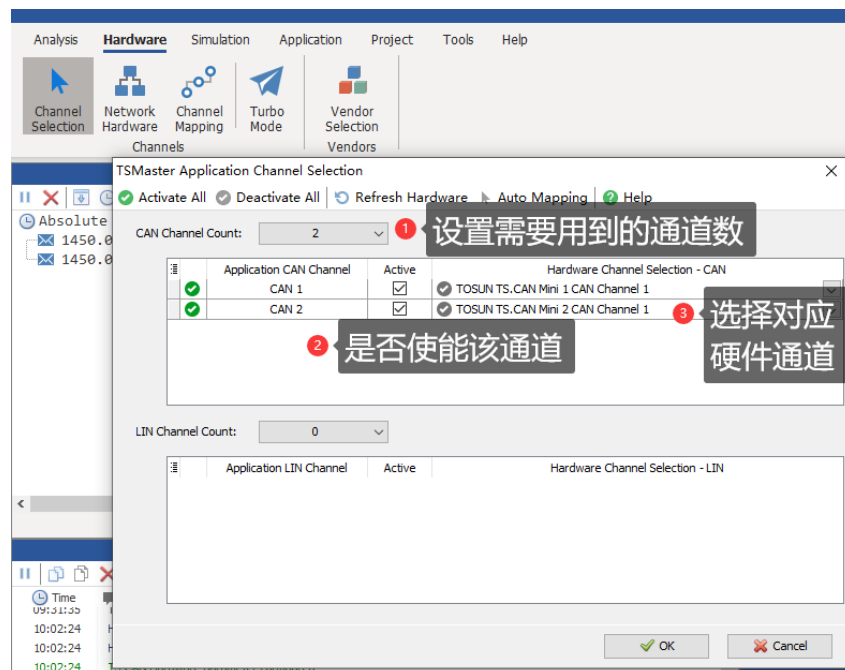 Analysis Hardware Simulation Application Project Tools Help
Channel Selection Network Hardware Channel Mapping Turbo Mode Vendor Selection
Channels Vendors
TSMaster Application Channel Selection
Activate All Deactivate All Refresh Hardware Auto Mapping Help
Absolute
1450.0
1450.0
CAN Channel Count: 2 1 设置需要用到的通道数
Application CAN Channel Active Hardware Channel Selection - CAN
CAN 1 TOSUN TS.CAN Mini 1 CAN Channel 1
CAN 2 TOSUN TS.CAN Mini 2 CAN Channel 1
3 选择对应
硬件通道
2 是否使能该通道
LIN Channel Count: 0
Application LIN Channel Active Hardware Channel Selection - LIN
Time
09:31:35
10:02:24
10:02:24
10:02:24
OK Cancel